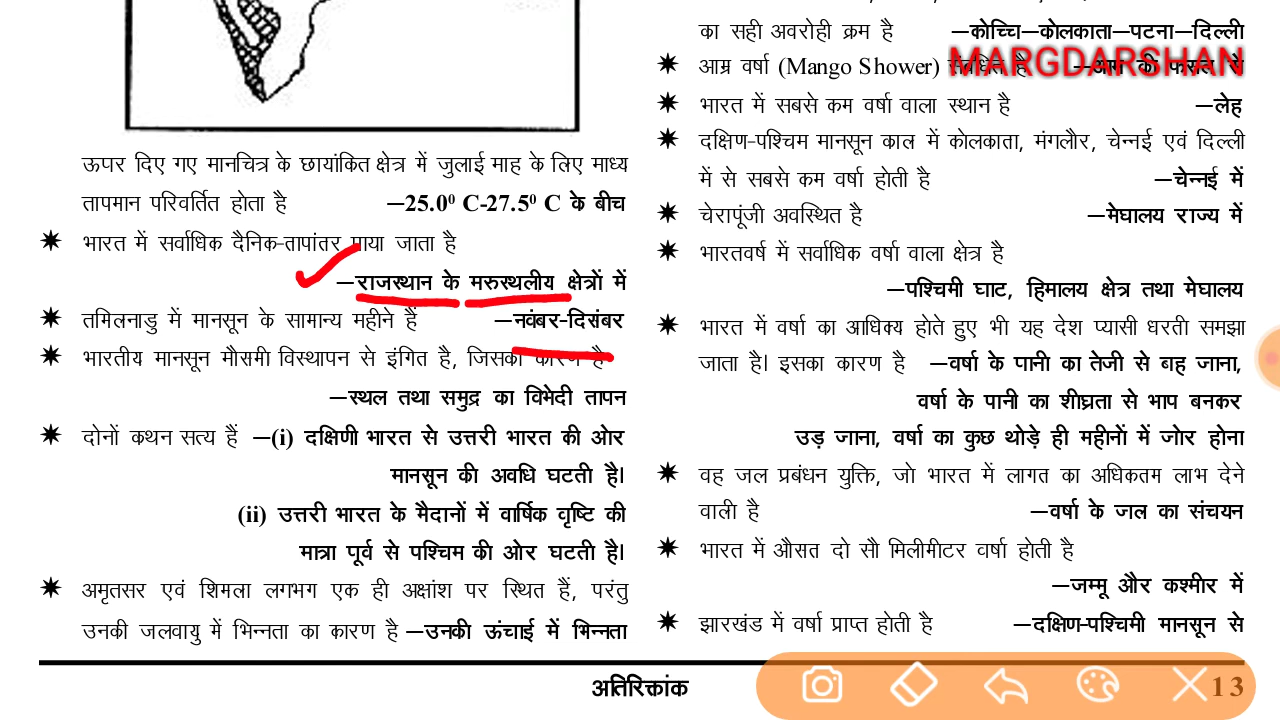 ऊपर दिए गए मानचित्र के छायांकित क्षेत्र में जुलाई माह के लिए माध्य
तापमान परिवर्तित होता है —25.0⁰ C-27.5⁰ C के बीच
✷ भारत में सर्वाधिक दैनिक-तापांतर पाया जाता है
—राजस्थान के मरुस्थलीय क्षेत्रों में
✷ तमिलनाडु में मानसून के सामान्य महीने हैं —नवंबर-दिसंबर
✷ भारतीय मानसून मौसमी विस्थापन से इंगित है, जिसका कारण है
—स्थल तथा समुद्र का विभेदी तापन
✷ दोनों कथन सत्य हैं —(i) दक्षिणी भारत से उत्तरी भारत की ओर
मानसून की अवधि घटती है।
(ii) उत्तरी भारत के मैदानों में वार्षिक वृष्टि की
मात्रा पूर्व से पश्चिम की ओर घटती है।
✷ अमृतसर एवं शिमला लगभग एक ही अक्षांश पर स्थित हैं, परंतु
उनकी जलवायु में भिन्नता का कारण है —उनकी ऊंचाई में भिन्नता
का सही अवरोही क्रम है —कोच्चि—कोलकाता—पटना—दिल्ली
MARGDARSHAN
✷ आम्र वर्षा (Mango Shower) संबंधित है —आम की फसल से
✷ भारत में सबसे कम वर्षा वाला स्थान है —लेह
✷ दक्षिण-पश्चिम मानसून काल में कोलकाता, मंगलौर, चेन्नई एवं दिल्ली
में से सबसे कम वर्षा होती है —चेन्नई में
✷ चेरापूंजी अवस्थित है —मेघालय राज्य में
✷ भारतवर्ष में सर्वाधिक वर्षा वाला क्षेत्र है
—पश्चिमी घाट, हिमालय क्षेत्र तथा मेघालय
✷ भारत में वर्षा का आधिक्य होते हुए भी यह देश प्यासी धरती समझा
जाता है। इसका कारण है —वर्षा के पानी का तेजी से बाह जाना,
वर्षा के पानी का शीघ्रता से भाप बनकर
उड़ जाना, वर्षा का कुछ थोड़े ही महीनों में जोर होना
✷ वह जल प्रबंधन युक्ति, जो भारत में लागत का अधिकतम लाभ देने
वाली है —वर्षा के जल का संचयन
✷ भारत में औसत दो सौ मिलीमीटर वर्षा होती है
—जम्मू और कश्मीर में
✷ झारखंड में वर्षा प्राप्त होती है —दक्षिण-पश्चिमी मानसून से
अतिरिक्तांक 13